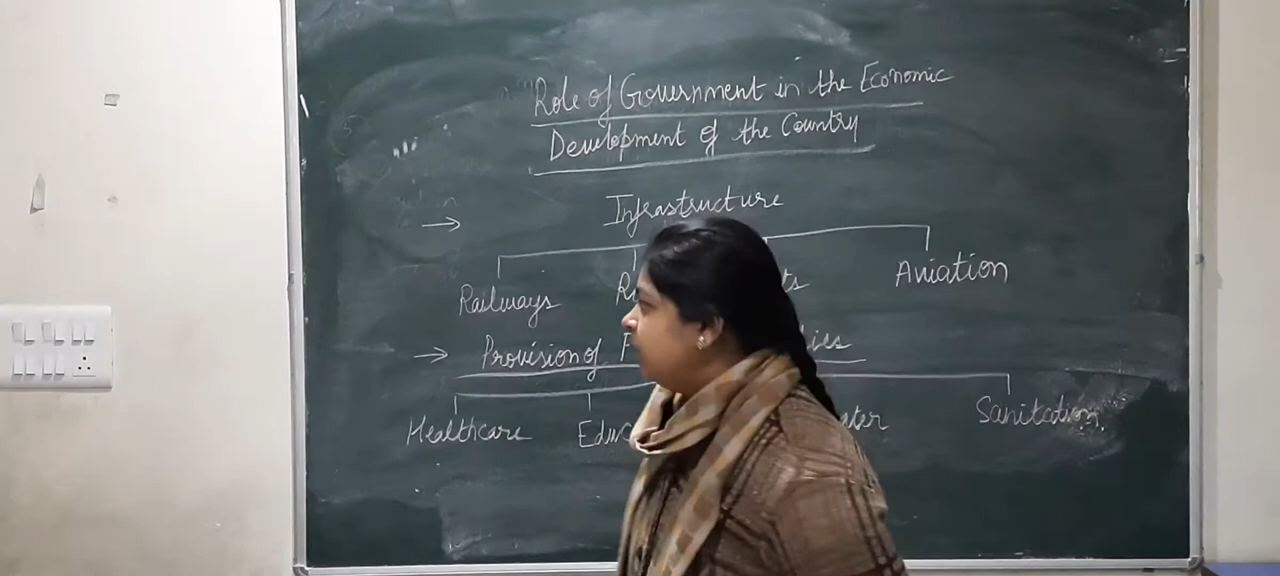 Role of Government in the Economic
Development of the Country
→ Infrastructure
Railways Aviation
→ Provision of
Healthcare Sanitation